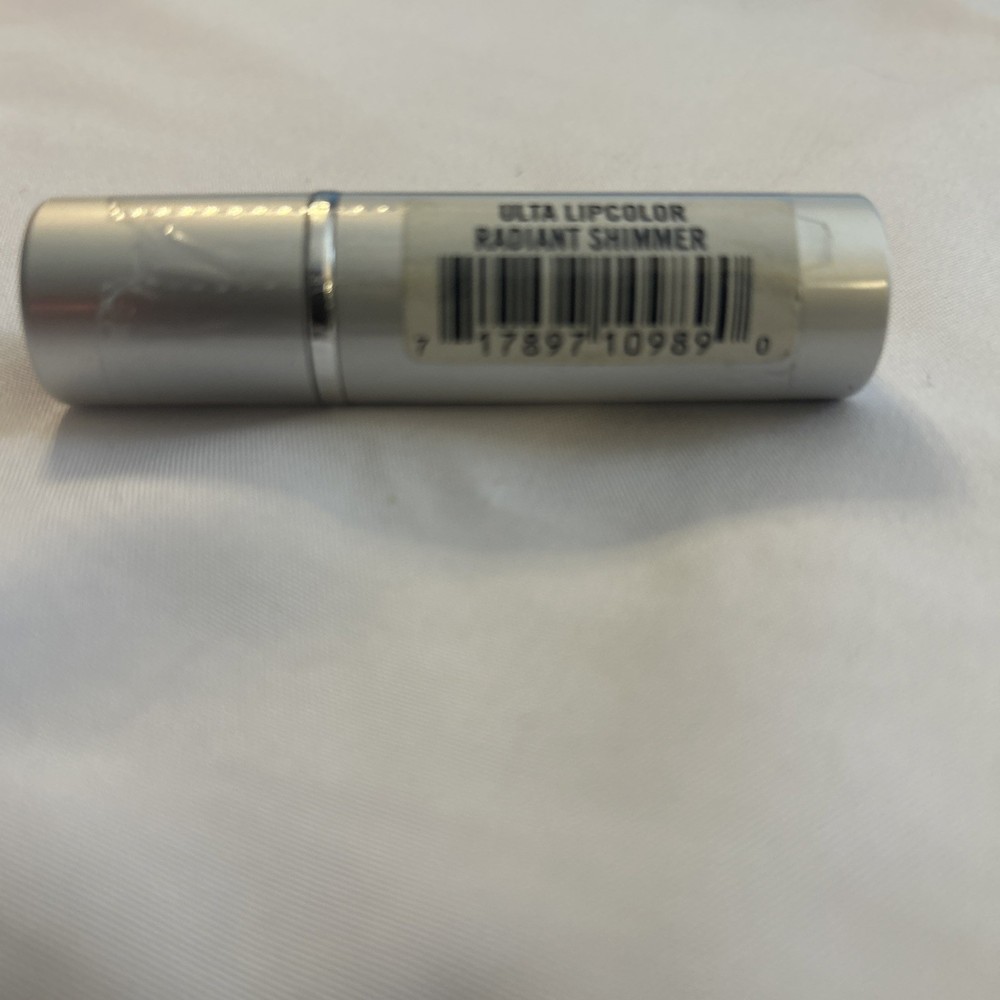 ULTA LIPCOLOR
RADIANT SHIMMER
7 17897 10989 0